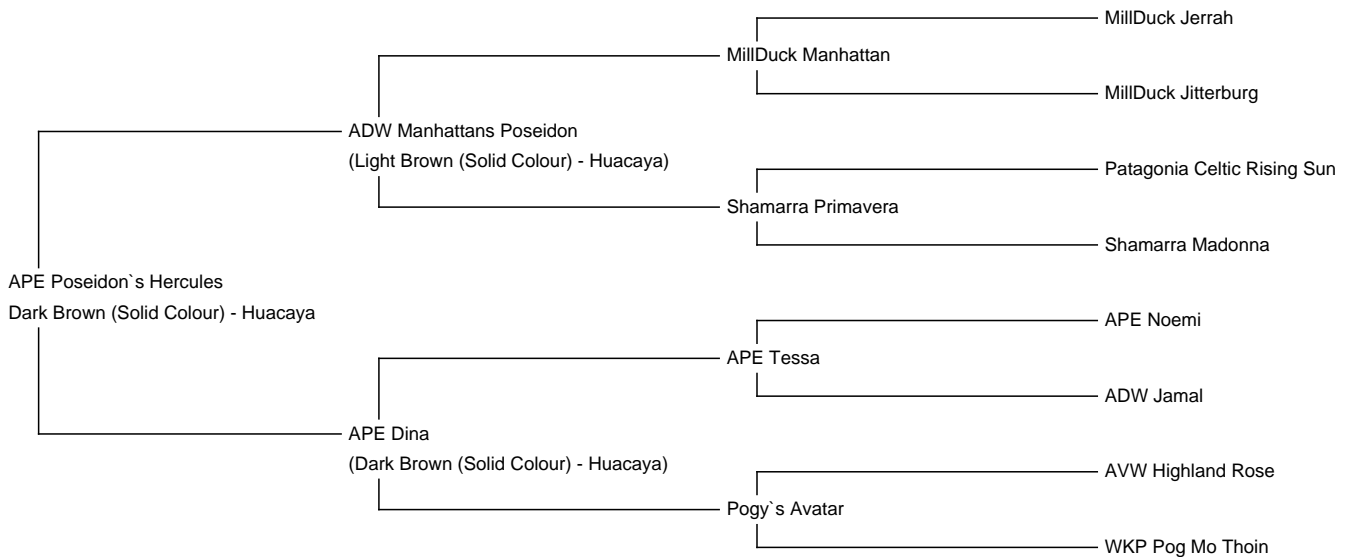 MillDuck Jerrah
MillDuck Manhattan
MillDuck Jitterburg
ADW Manhattans Poseidon
(Light Brown (Solid Colour) - Huacaya)
Patagonia Celtic Rising Sun
Shamarra Primavera
Shamarra Madonna
APE Poseidon`s Hercules
Dark Brown (Solid Colour) - Huacaya
APE Noemi
APE Tessa
ADW Jamal
APE Dina
(Dark Brown (Solid Colour) - Huacaya)
AVW Highland Rose
Pogy`s Avatar
WKP Pog Mo Thoin